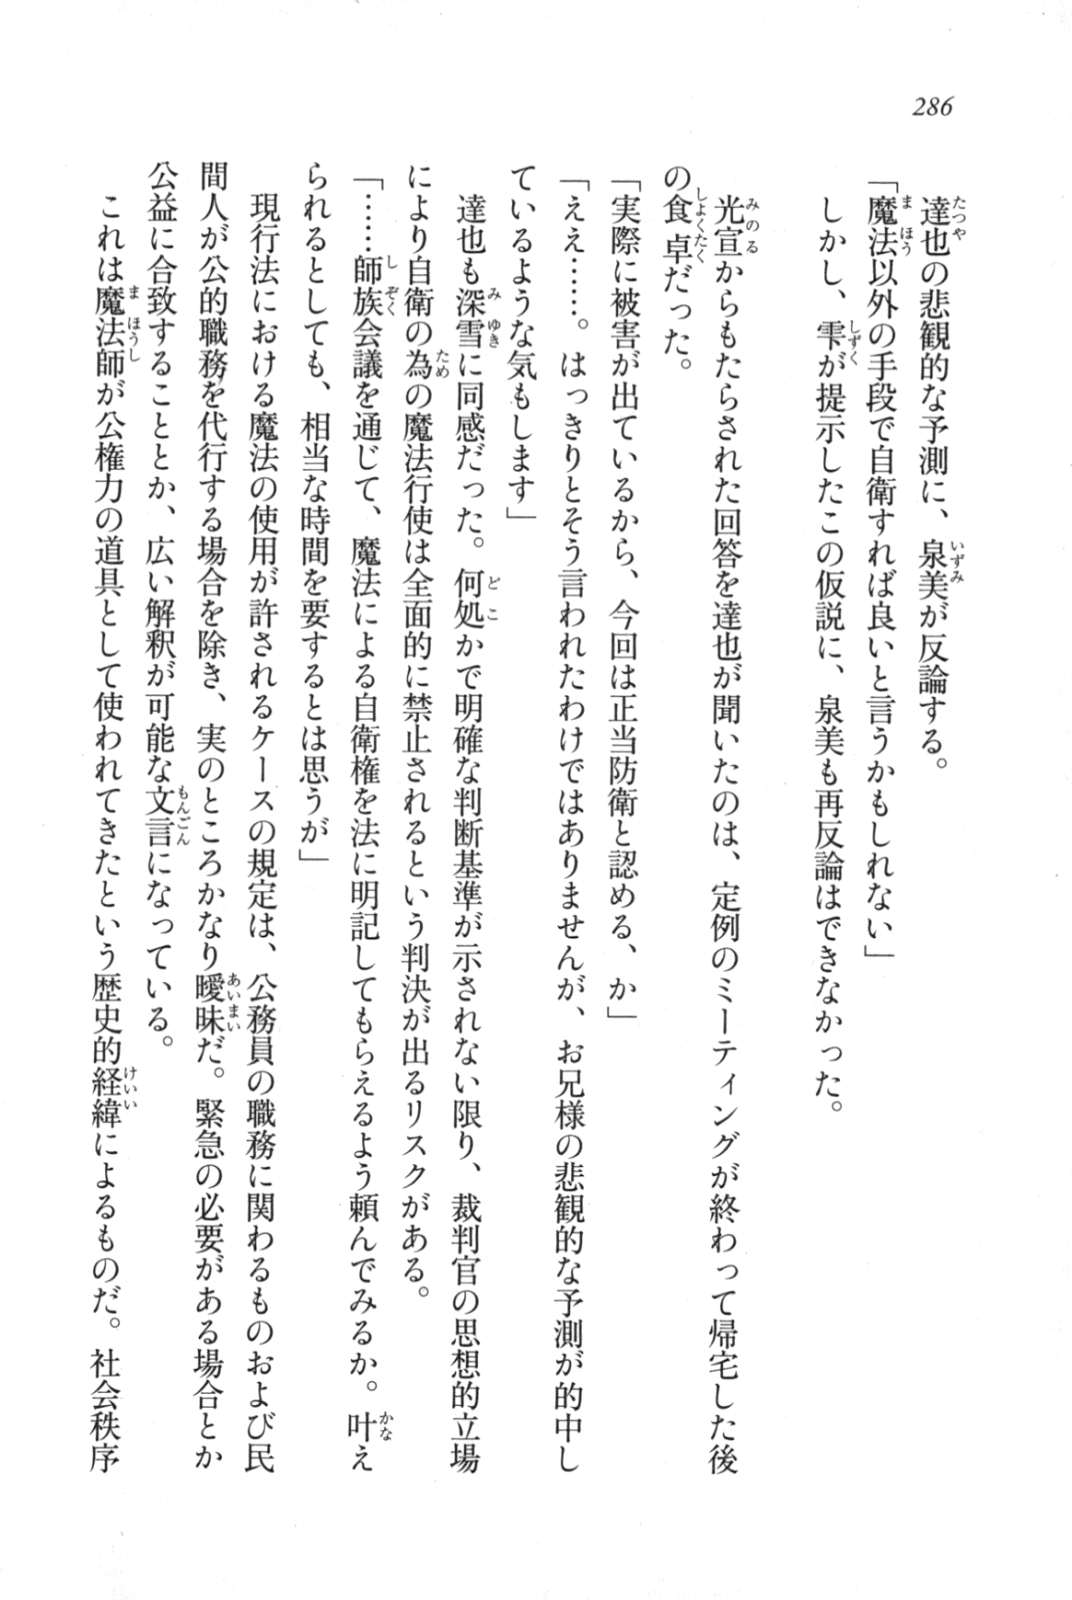 286
達也の悲観的な予測に、泉美が反論する。
「魔法以外の手段で自衛すれば良いと言うかもしれない」
しかし、雫が提示したこの仮説に、泉美も再反論はできなかった。
光宣からもたらされた回答を達也が聞いたのは、定例のミーティングが終わって帰宅した後
の食卓だった。
「実際に被害が出ているから、今回は正当防衛と認める、か」
「ええ……。はっきりとそう言われたわけではありませんが、お兄様の悲観的な予測が的中し
ているような気もします」
達也も深雪に同感だった。何処かで明確な判断基準が示されない限り、裁判官の思想的立場
により自衛の為の魔法行使は全面的に禁止されるという判決が出るリスクがある。
「……師族会議を通じて、魔法による自衛権を法に明記してもらえるよう頼んでみるか。叶え
られるとしても、相当な時間を要するとは思うが」
現行法における魔法の使用が許されるケースの規定は、公務員の職務に関わるものおよび民
間人が公的職務を代行する場合を除き、実のところかなり曖昧だ。緊急の必要がある場合とか
公益に合致することとか、広い解釈が可能な文言になっている。
これは魔法師が公権力の道具として使われてきたという歴史的経緯によるものだ。社会秩序